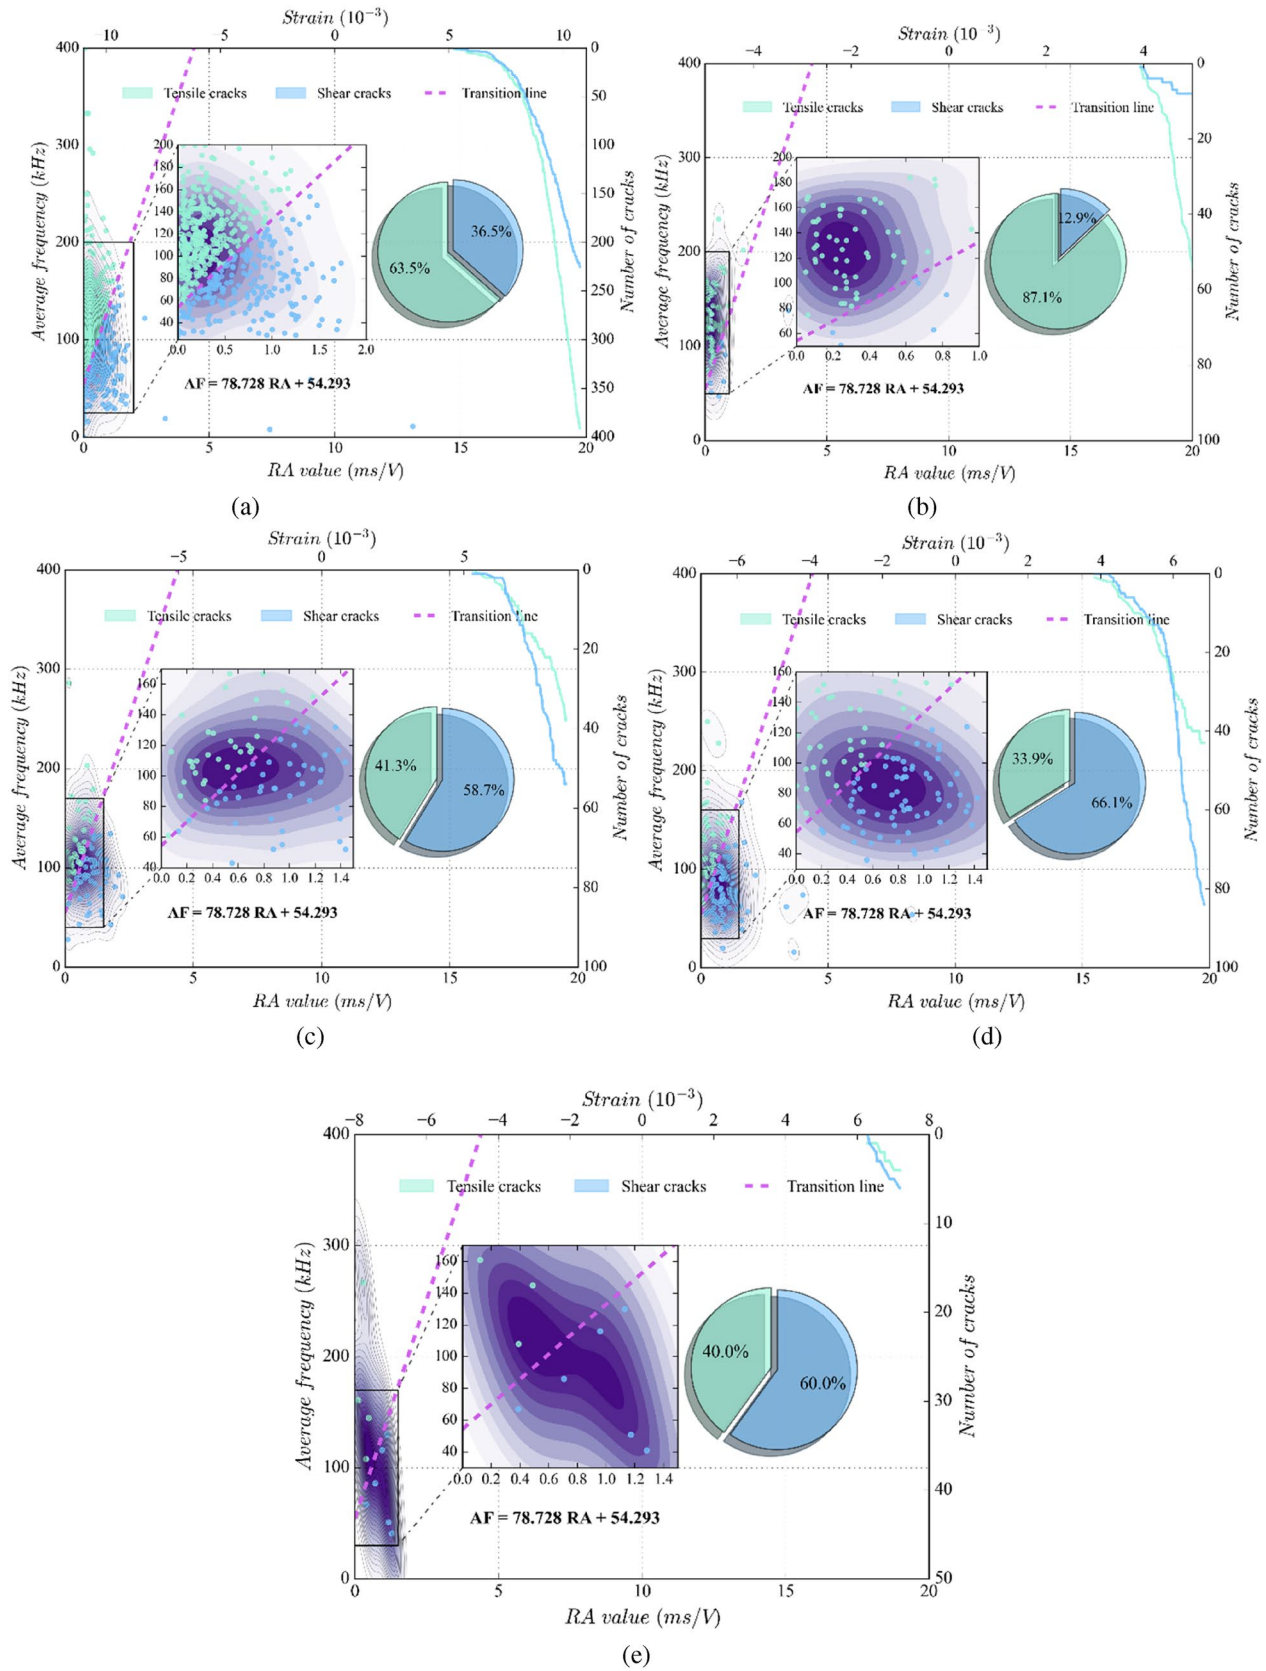 Strain (10⁻³)
−10 −5 0 5 10
400 0
Tensile cracks Shear cracks Transition line
50
300 100
150
200 200
250
100 300
350
0 400
Average frequency (kHz)
Number of cracks
200
180
160
140
120
100
80
60
40
0.0 0.5 1.0 1.5 2.0
63.5% 36.5%
AF = 78.728 RA + 54.293
0 5 10 15 20
RA value (ms/V)
(a)
Strain (10⁻³)
−4 −2 0 2 4
400 0
Tensile cracks Shear cracks Transition line
20
300
40
200
60
100
80
0 100
Average frequency (kHz)
Number of cracks
200
180
160
140
120
100
80
60
0.0 0.2 0.4 0.6 0.8 1.0
12.9%
87.1%
AF = 78.728 RA + 54.293
0 5 10 15 20
RA value (ms/V)
(b)
Strain (10⁻³)
−5 0 5
400 0
Tensile cracks Shear cracks Transition line
20
300
40
200
60
100
80
0 100
Average frequency (kHz)
Number of cracks
160
140
120
100
80
60
40
0.0 0.2 0.4 0.6 0.8 1.0 1.2 1.4
41.3% 58.7%
AF = 78.728 RA + 54.293
0 5 10 15 20
RA value (ms/V)
(c)
Strain (10⁻³)
−6 −4 −2 0 2 4 6
400 0
Tensile cracks Shear cracks Transition line
20
300
40
200
60
100
80
0 100
Average frequency (kHz)
Number of cracks
160
140
120
100
80
60
40
0.0 0.2 0.4 0.6 0.8 1.0 1.2 1.4
33.9% 66.1%
AF = 78.728 RA + 54.293
0 5 10 15 20
RA value (ms/V)
(d)
Strain (10⁻³)
−8 −6 −4 −2 0 2 4 6 8
400 0
Tensile cracks Shear cracks Transition line
10
300
20
200
30
100
40
0 50
Average frequency (kHz)
Number of cracks
160
140
120
100
80
60
40
0.0 0.2 0.4 0.6 0.8 1.0 1.2 1.4
40.0% 60.0%
AF = 78.728 RA + 54.293
0 5 10 15 20
RA value (ms/V)
(e)